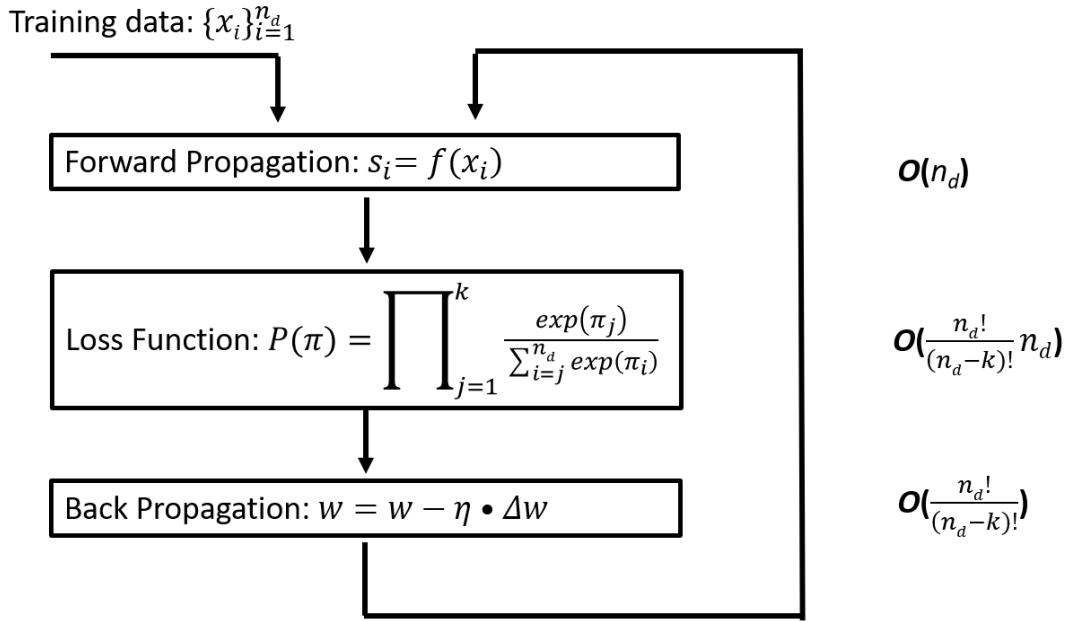 Training data: {x_i}_{i=1}^{n_d}
Forward Propagation: s_i = f(x_i)
O(n_d)
Loss Function: P(π) = ∏_{j=1}^{k} exp(π_j) / ∑_{i=j}^{n_d} exp(π_i)
O(n_d! / (n_d−k)! n_d)
Back Propagation: w = w − η • Δw
O(n_d! / (n_d−k)!)